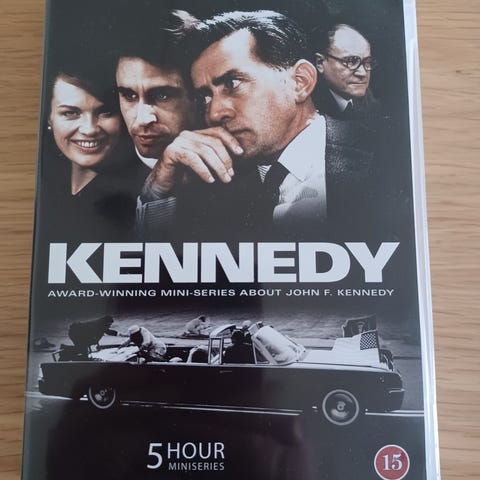 KENNEDY
AWARD-WINNING MINI-SERIES ABOUT JOHN F. KENNEDY
5 HOUR
MINISERIES
15